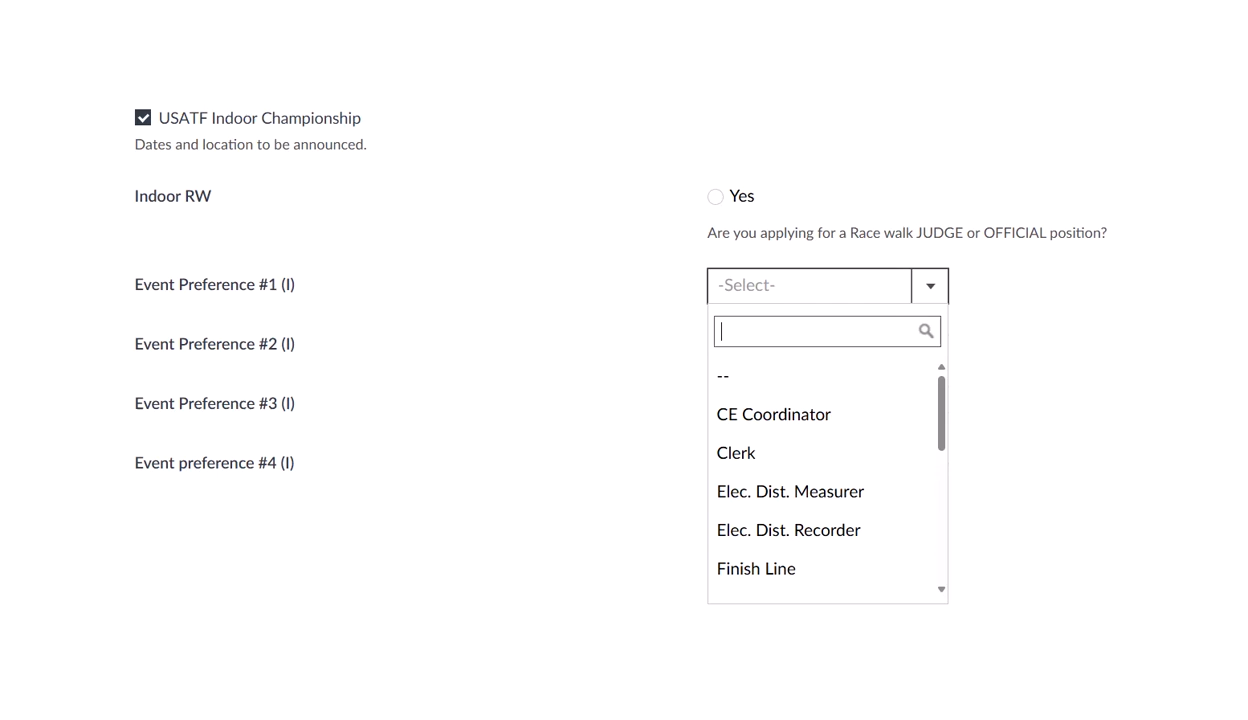 USATF Indoor Championship
Dates and location to be announced.
Indoor RW
Yes
Are you applying for a Race walk JUDGE or OFFICIAL position?
Event Preference #1 (I)
-Select-
Event Preference #2 (I)
Event Preference #3 (I)
Event preference #4 (I)
--
CE Coordinator
Clerk
Elec. Dist. Measurer
Elec. Dist. Recorder
Finish Line